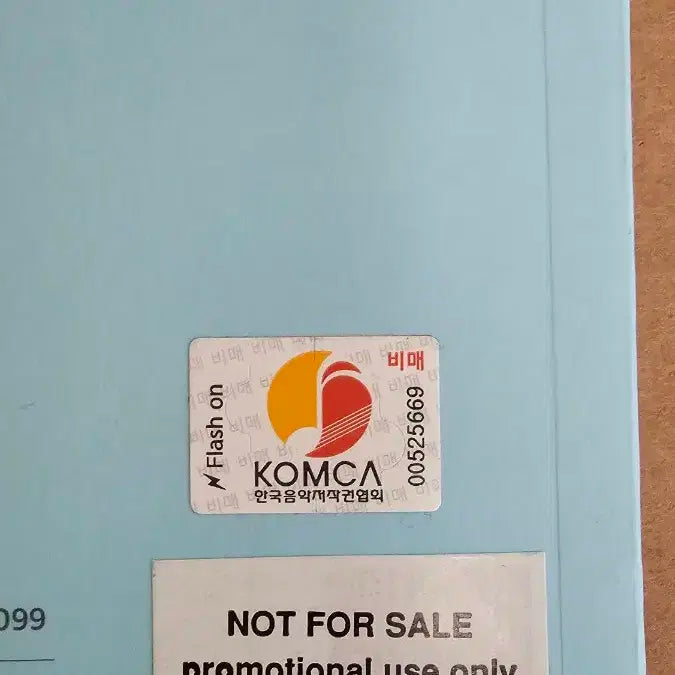 비매
Flash on
00525669
KOMCA
한국음악저작권협회
099
NOT FOR SALE
promotional use only